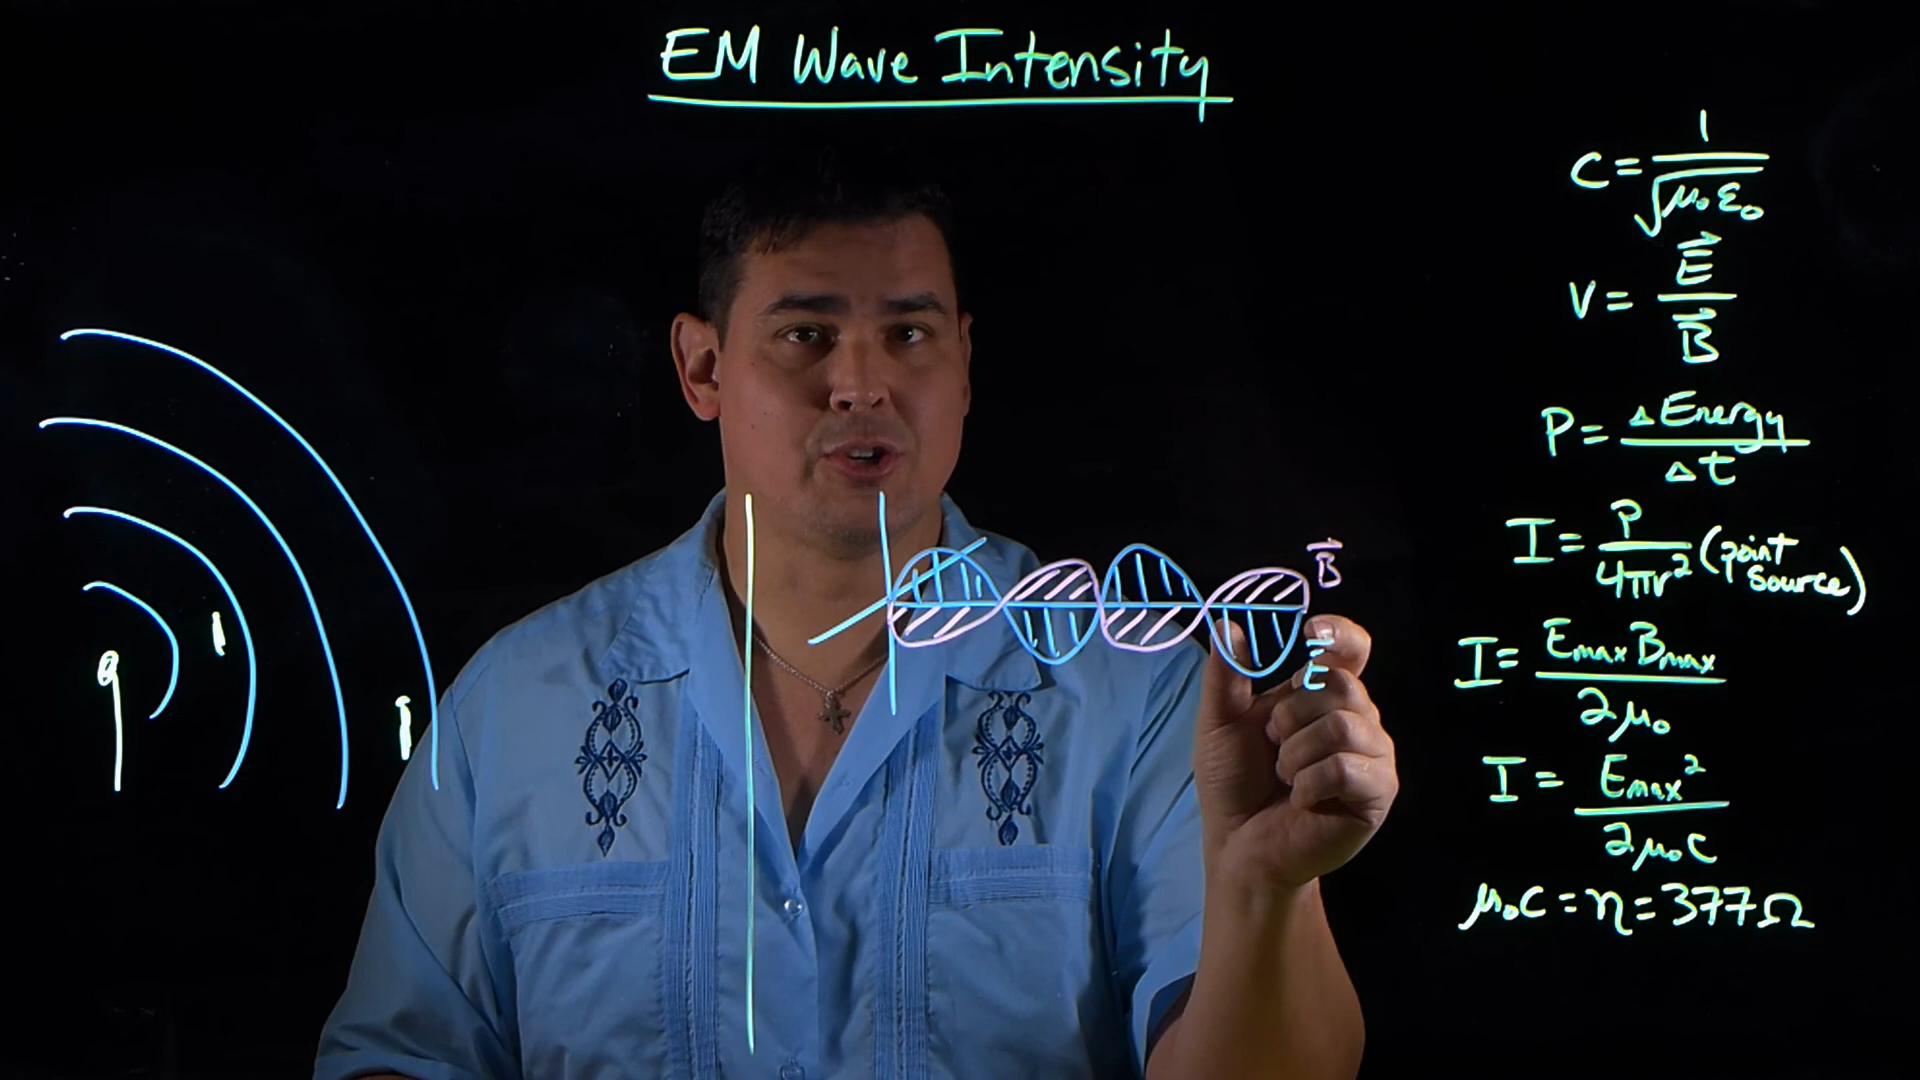 EM Wave Intensity
C = 1 / √μ₀ε₀
V = E⃗ / B⃗
P = ΔEnergy / Δt
I = P / 4πr² (point source)
B⃗
E⃗
I = Emax Bmax / 2μ₀
I = Emax² / 2μ₀C
μ₀C = η = 377Ω